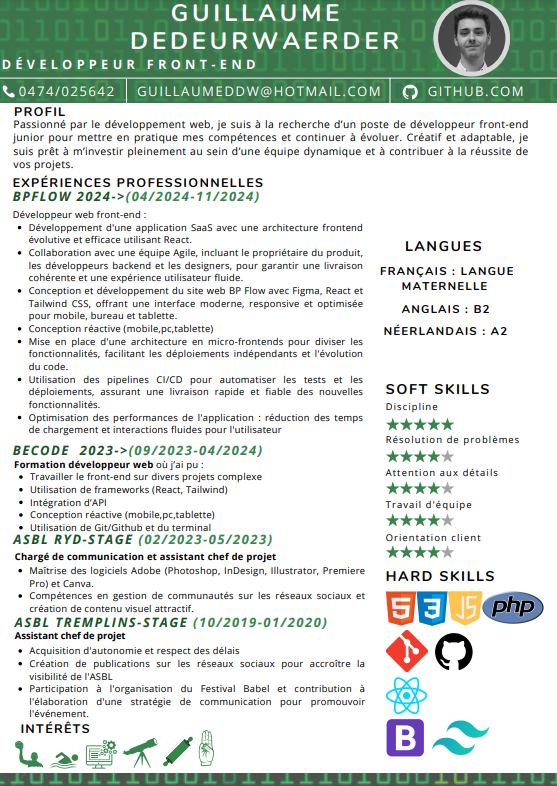 GUILLAUME
DEDEURWAERDER
DÉVELOPPEUR FRONT-END
0474/025642
GUILLAUMEDDW@HOTMAIL.COM
GITHUB.COM
PROFIL
Passionné par le développement web, je suis à la recherche d'un poste de développeur front-end
junior pour mettre en pratique mes compétences et continuer à évoluer. Créatif et adaptable, je
suis prêt à m'investir pleinement au sein d'une équipe dynamique et à contribuer à la réussite de
vos projets.
EXPÉRIENCES PROFESSIONNELLES
BPFLOW 2024->(04/2024-11/2024)
Développeur web front-end :
• Développement d'une application SaaS avec une architecture frontend
évolutive et efficace utilisant React.
• Collaboration avec une équipe Agile, incluant le propriétaire du produit,
les développeurs backend et les designers, pour garantir une livraison
cohérente et une expérience utilisateur fluide.
• Conception et développement du site web BP Flow avec Figma, React et
Tailwind CSS, offrant une interface moderne, responsive et optimisée
pour mobile, bureau et tablette.
• Conception réactive (mobile,pc,tablette)
• Mise en place d'une architecture en micro-frontends pour diviser les
fonctionnalités, facilitant les déploiements indépendants et l'évolution
du code.
• Utilisation des pipelines CI/CD pour automatiser les tests et les
déploiements, assurant une livraison rapide et fiable des nouvelles
fonctionnalités.
• Optimisation des performances de l'application : réduction des temps
de chargement et interactions fluides pour l'utilisateur
BECODE 2023->(09/2023-04/2024)
Formation développeur web où j'ai pu :
• Travailler le front-end sur divers projets complexe
• Utilisation de frameworks (React, Tailwind)
• Intégration d'API
• Conception réactive (mobile,pc,tablette)
• Utilisation de Git/Github et du terminal
ASBL RYD-STAGE (02/2023-05/2023)
Chargé de communication et assistant chef de projet
• Maîtrise des logiciels Adobe (Photoshop, InDesign, Illustrator, Premiere
Pro) et Canva.
• Compétences en gestion de communautés sur les réseaux sociaux et
création de contenu visuel attractif.
ASBL TREMPLINS-STAGE (10/2019-01/2020)
Assistant chef de projet
• Acquisition d'autonomie et respect des délais
• Création de publications sur les réseaux sociaux pour accroître la
visibilité de l'ASBL
• Participation à l'organisation du Festival Babel et contribution à
l'élaboration d'une stratégie de communication pour promouvoir
l'événement.
INTÉRÊTS
LANGUES
FRANÇAIS : LANGUE
MATERNELLE
ANGLAIS : B2
NÉERLANDAIS : A2
SOFT SKILLS
Discipline
Résolution de problèmes
Attention aux détails
Travail d'équipe
Orientation client
HARD SKILLS
5
3
JS
php
B